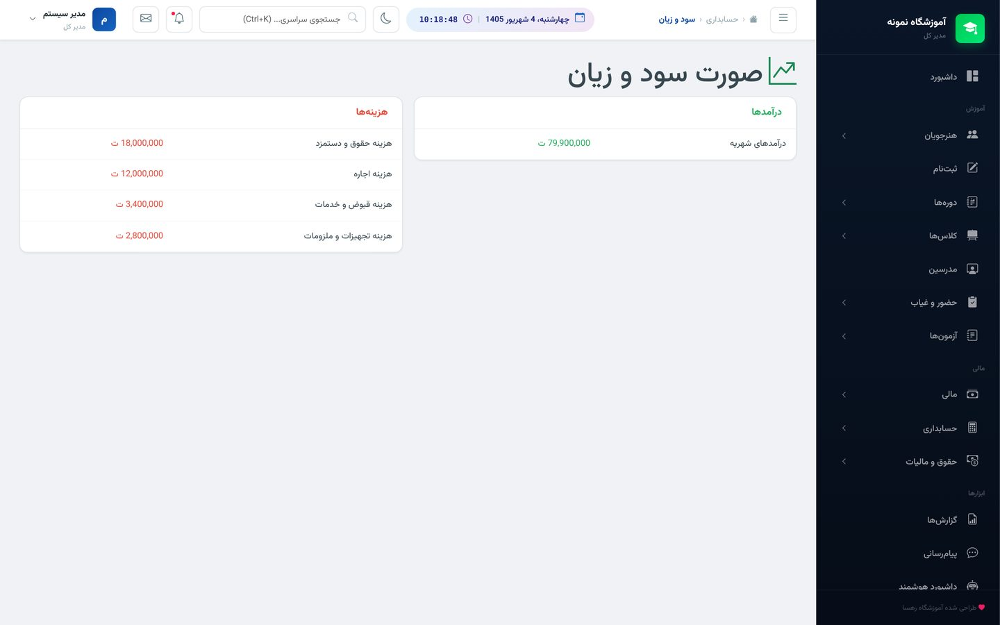 آموزشگاه نمونه
مدیر کل
داشبورد
آموزش
هنرجویان
ثبت‌نام
دوره‌ها
کلاس‌ها
مدرسین
حضور و غیاب
آزمون‌ها
مالی
مالی
حسابداری
حقوق و مالیات
ابزارها
گزارش‌ها
پیام‌رسانی
داشبورد هوشمند
طراحی شده آموزشگاه رهسا
حسابداری › سود و زیان
چهارشنبه، 4 شهریور 1405 | 10:18:48
جستجوی سراسری... (Ctrl+K)
م
مدیر سیستم
مدیر کل
صورت سود و زیان
درآمدها
درآمدهای شهریه 79,900,000 ت
هزینه‌ها
هزینه حقوق و دستمزد 18,000,000 ت
هزینه اجاره 12,000,000 ت
هزینه قبوض و خدمات 3,400,000 ت
هزینه تجهیزات و ملزومات 2,800,000 ت